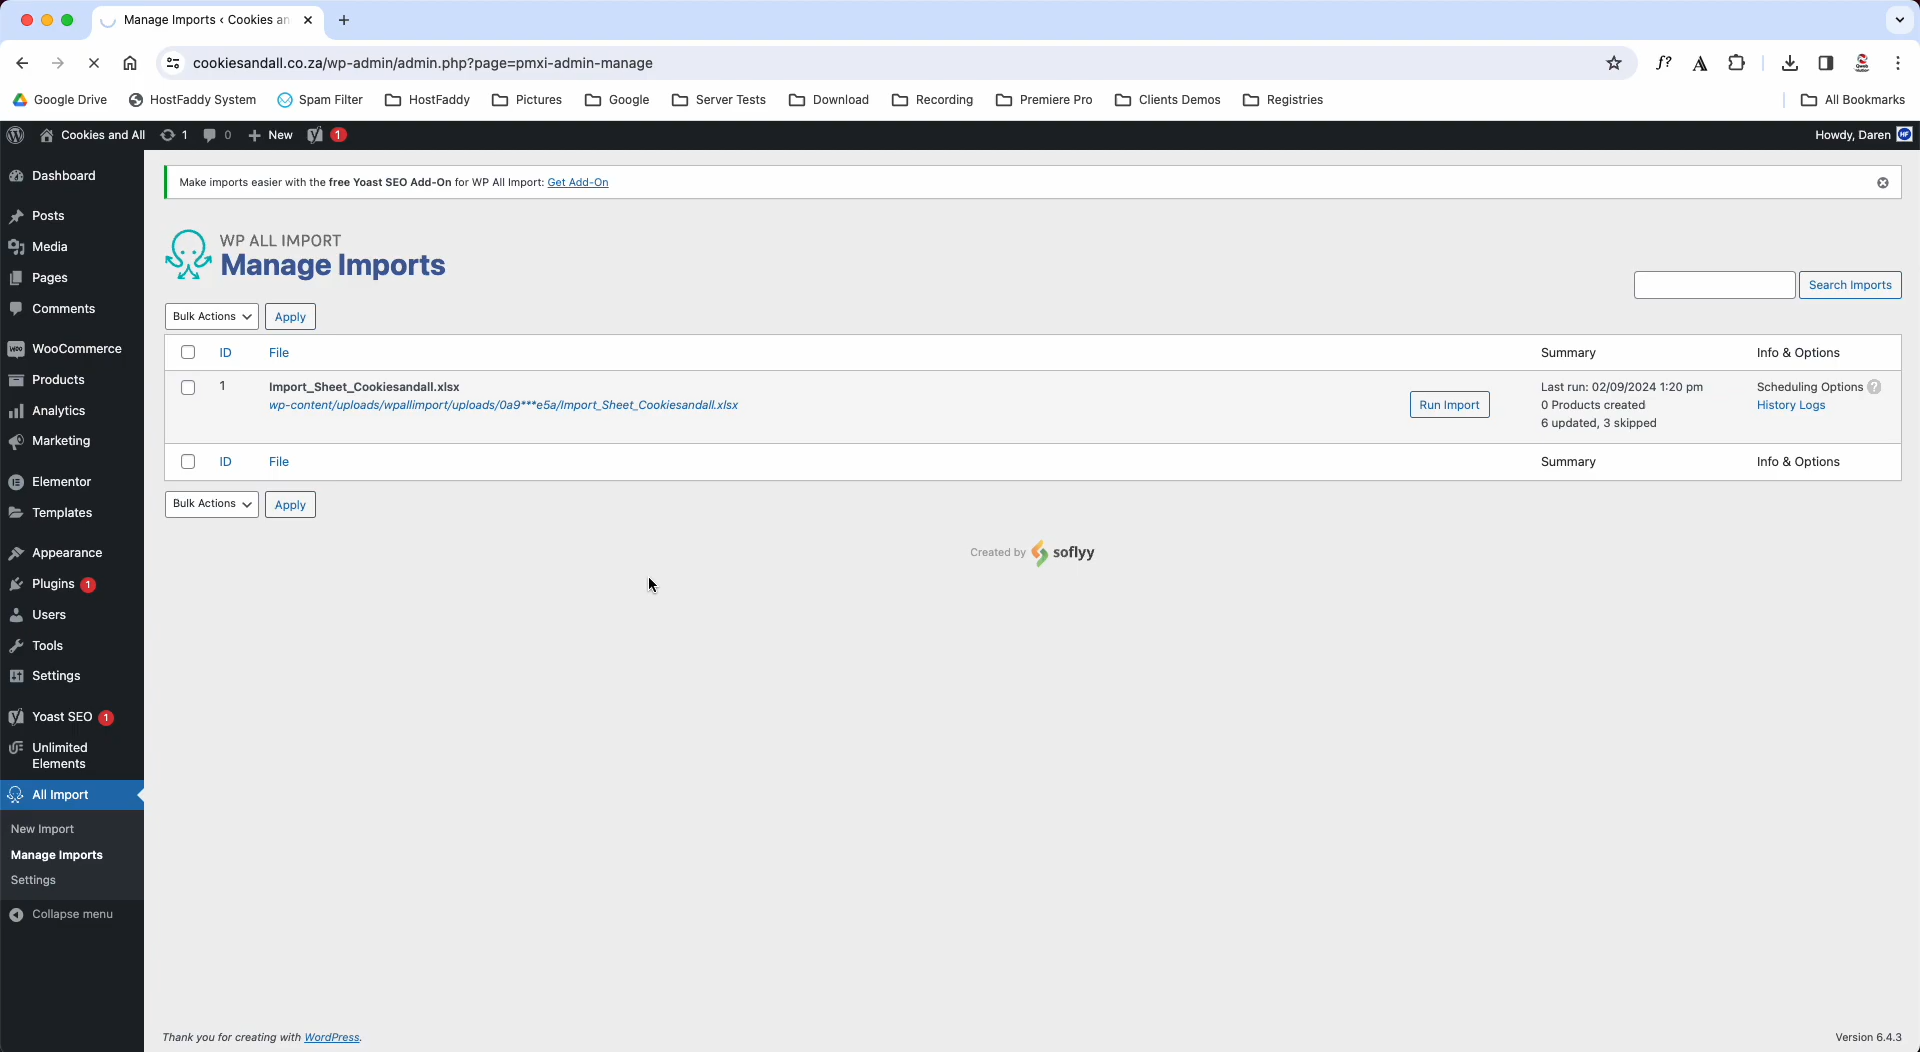 Manage Imports ‹ Cookies an
cookiesandall.co.za/wp-admin/admin.php?page=pmxi-admin-manage
Google Drive HostFaddy System Spam Filter HostFaddy Pictures Google Server Tests Download Recording Premiere Pro Clients Demos Registries All Bookmarks
Cookies and All 1 0 New 1 Howdy, Daren
Dashboard
Posts
Media
Pages
Comments
WooCommerce
Products
Analytics
Marketing
Elementor
Templates
Appearance
Plugins 1
Users
Tools
Settings
Yoast SEO 1
Unlimited
Elements
All Import
New Import
Manage Imports
Settings
Collapse menu
Make imports easier with the free Yoast SEO Add-On for WP All Import: Get Add-On
WP ALL IMPORT
Manage Imports
Search Imports
Bulk Actions Apply
ID File Summary Info & Options
1 Import_Sheet_Cookiesandall.xlsx Last run: 02/09/2024 1:20 pm Scheduling Options ?
wp-content/uploads/wpallimport/uploads/0a9***e5a/Import_Sheet_Cookiesandall.xlsx Run Import 0 Products created History Logs
6 updated, 3 skipped
ID File Summary Info & Options
Bulk Actions Apply
Created by soflyy
Thank you for creating with WordPress. Version 6.4.3